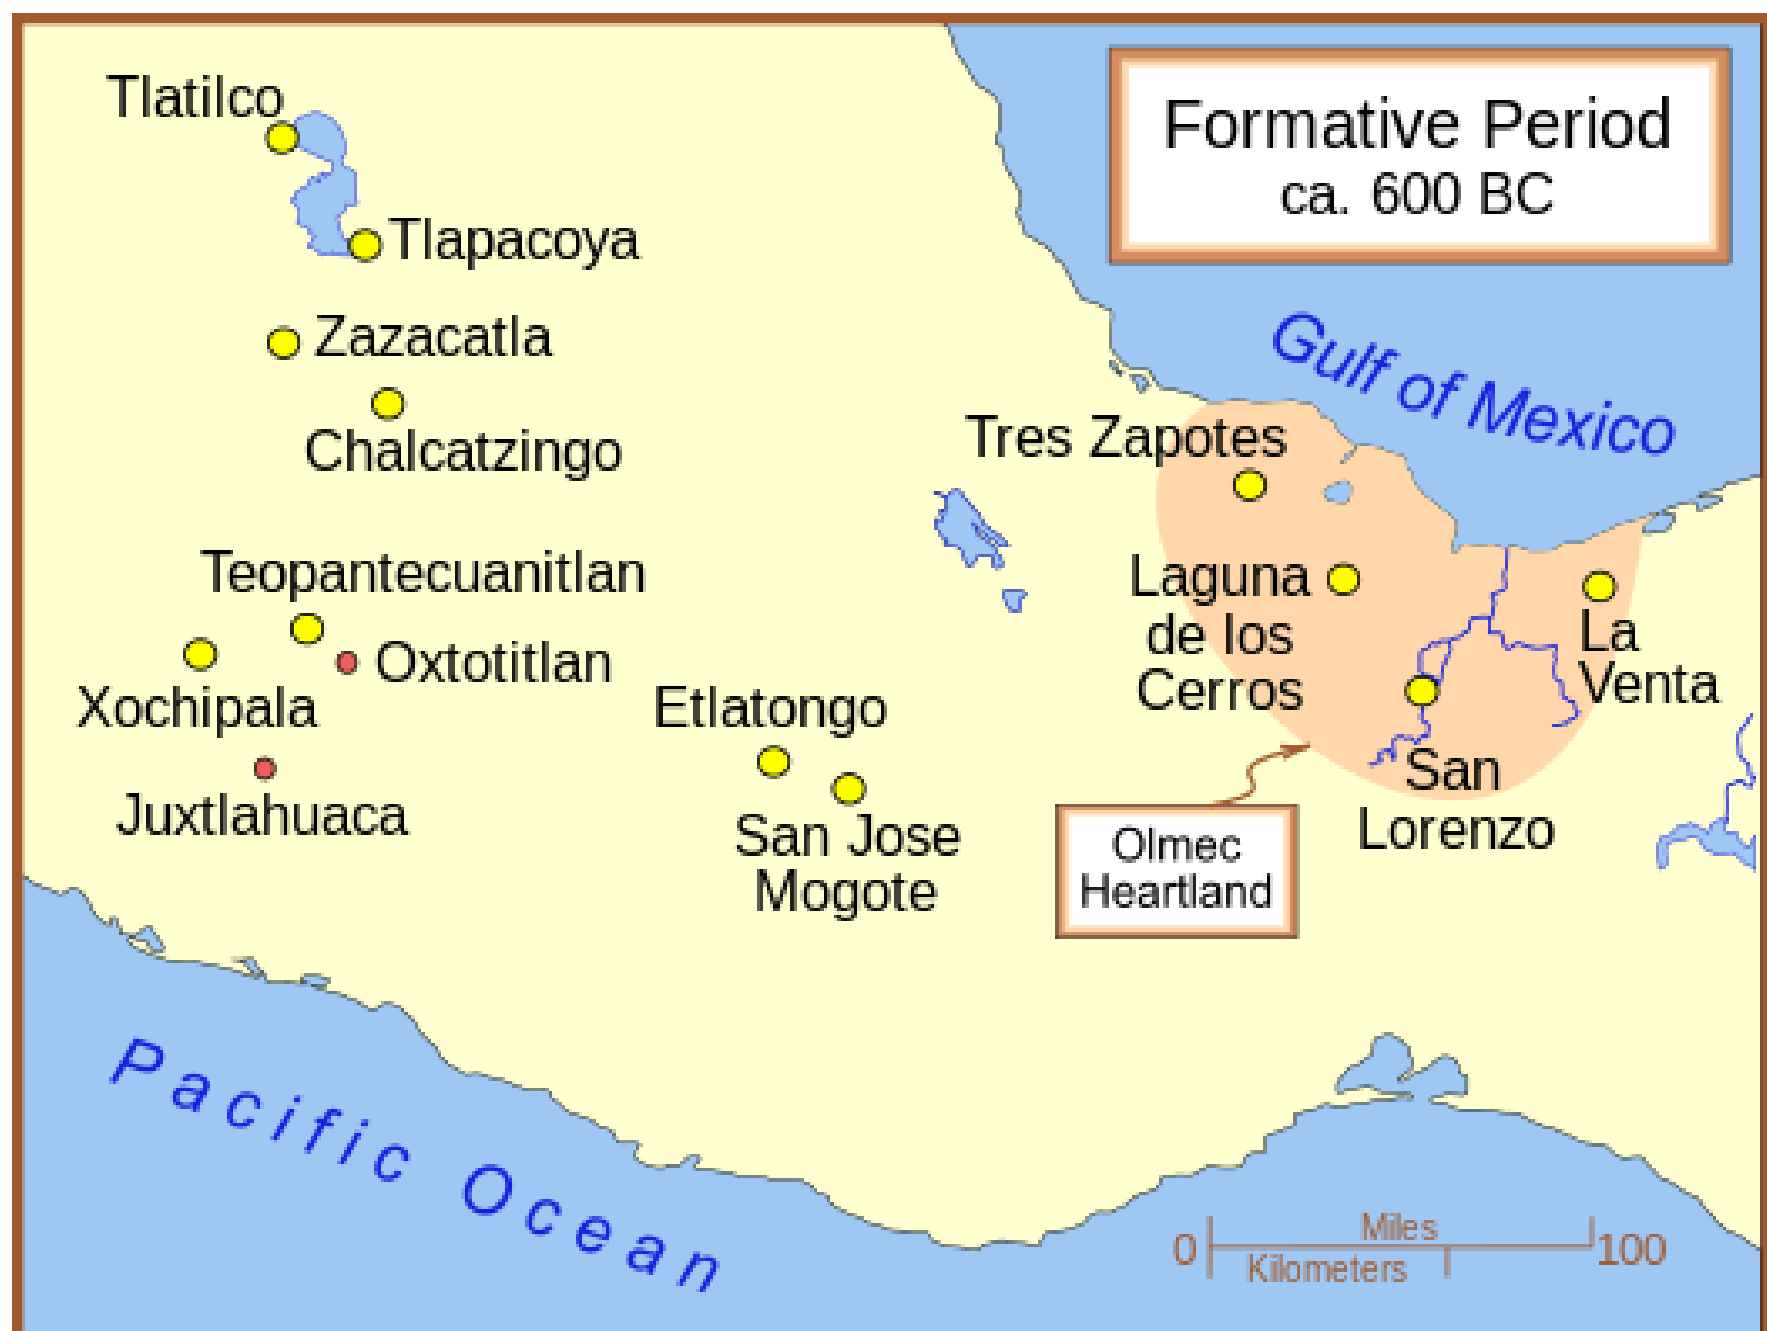 Formative Period
ca. 600 BC
Tlatilco
Tlapacoya
Zazacatla
Chalcatzingo
Gulf of Mexico
Tres Zapotes
Teopantecuanitlan
Laguna
de los
Cerros
La
Venta
Oxtotitlan
Xochipala
Etlatongo
Juxtlahuaca
San Jose
Mogote
San
Lorenzo
Olmec
Heartland
Pacific Ocean
Miles
0 100
Kilometers